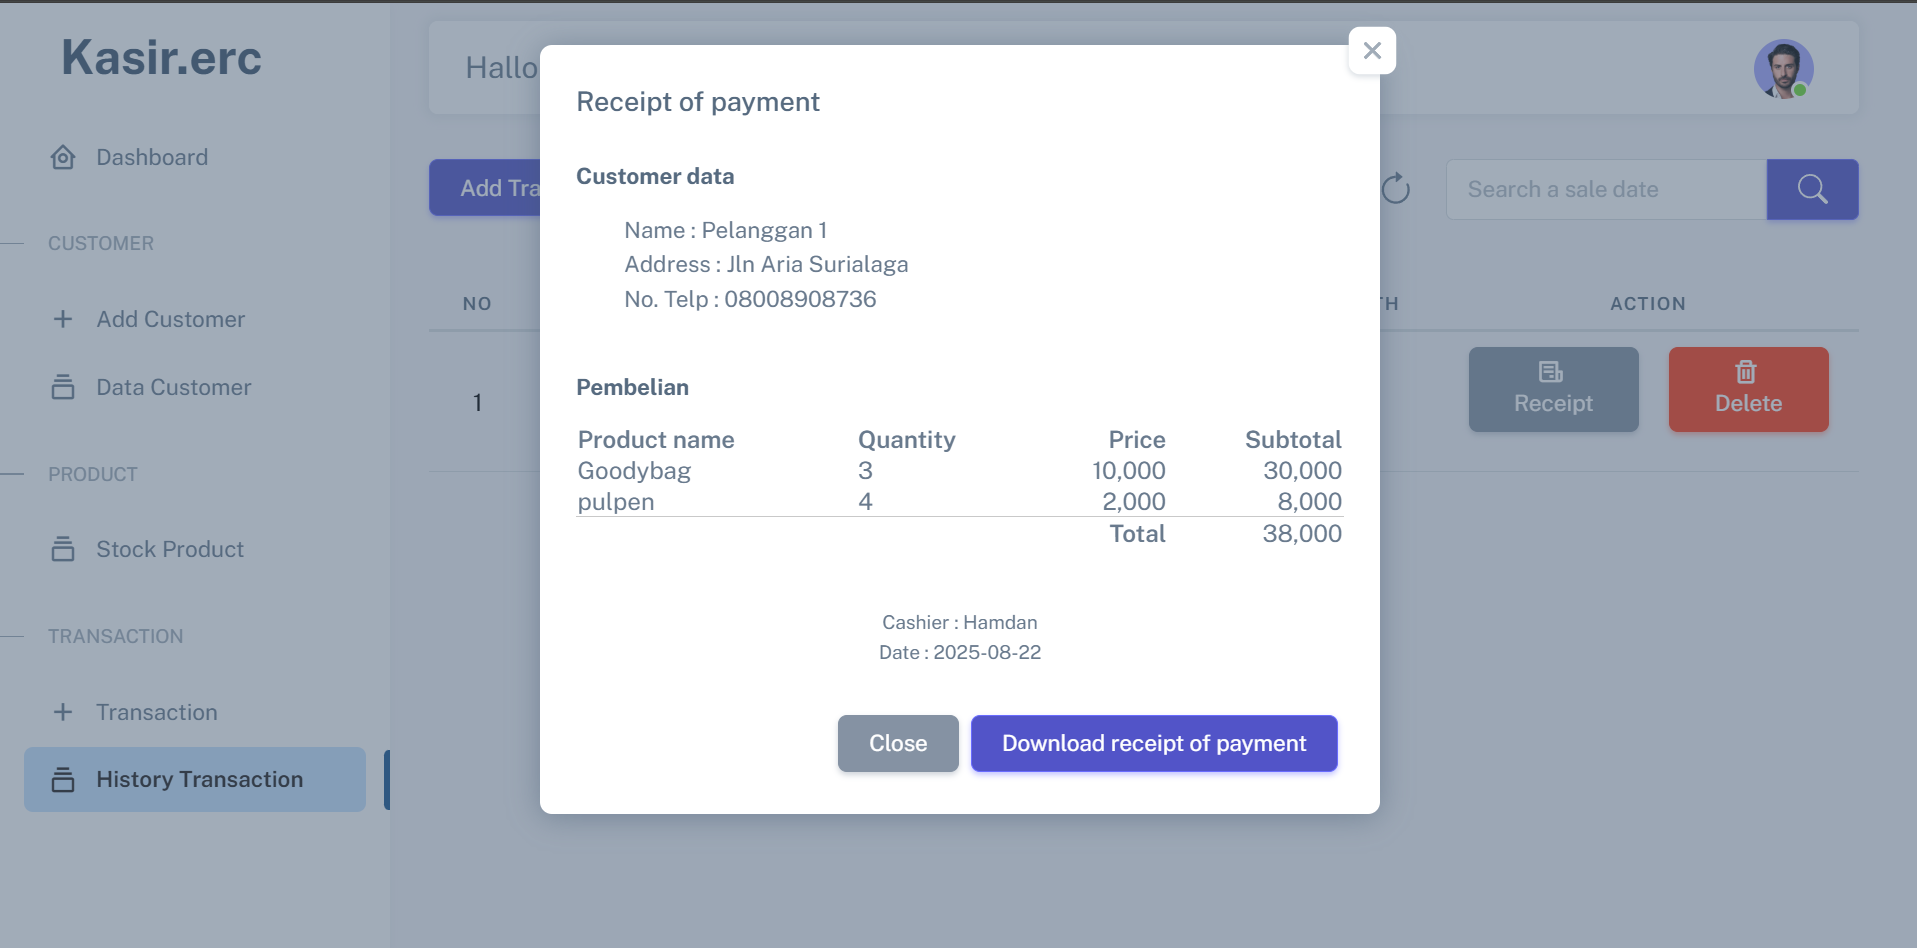 Kasir.erc
Dashboard
CUSTOMER
Add Customer
Data Customer
PRODUCT
Stock Product
TRANSACTION
Transaction
History Transaction
Hallo
Add
Search a sale date
NO
ACTION
1
Receipt
Delete
Receipt of payment
Customer data
Name : Pelanggan 1
Address : Jln Aria Surialaga
No. Telp : 08008908736
Pembelian
Product name Quantity Price Subtotal
Goodybag 3 10,000 30,000
pulpen 4 2,000 8,000
Total 38,000
Cashier : Hamdan
Date : 2025-08-22
Close
Download receipt of payment